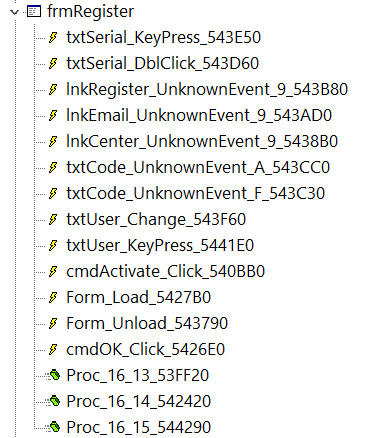 frmRegister
txtSerial_KeyPress_543E50
txtSerial_DblClick_543D60
lnkRegister_UnknownEvent_9_543B80
lnkEmail_UnknownEvent_9_543AD0
lnkCenter_UnknownEvent_9_5438B0
txtCode_UnknownEvent_A_543CC0
txtCode_UnknownEvent_F_543C30
txtUser_Change_543F60
txtUser_KeyPress_5441E0
cmdActivate_Click_540BB0
Form_Load_5427B0
Form_Unload_543790
cmdOK_Click_5426E0
Proc_16_13_53FF20
Proc_16_14_542420
Proc_16_15_544290